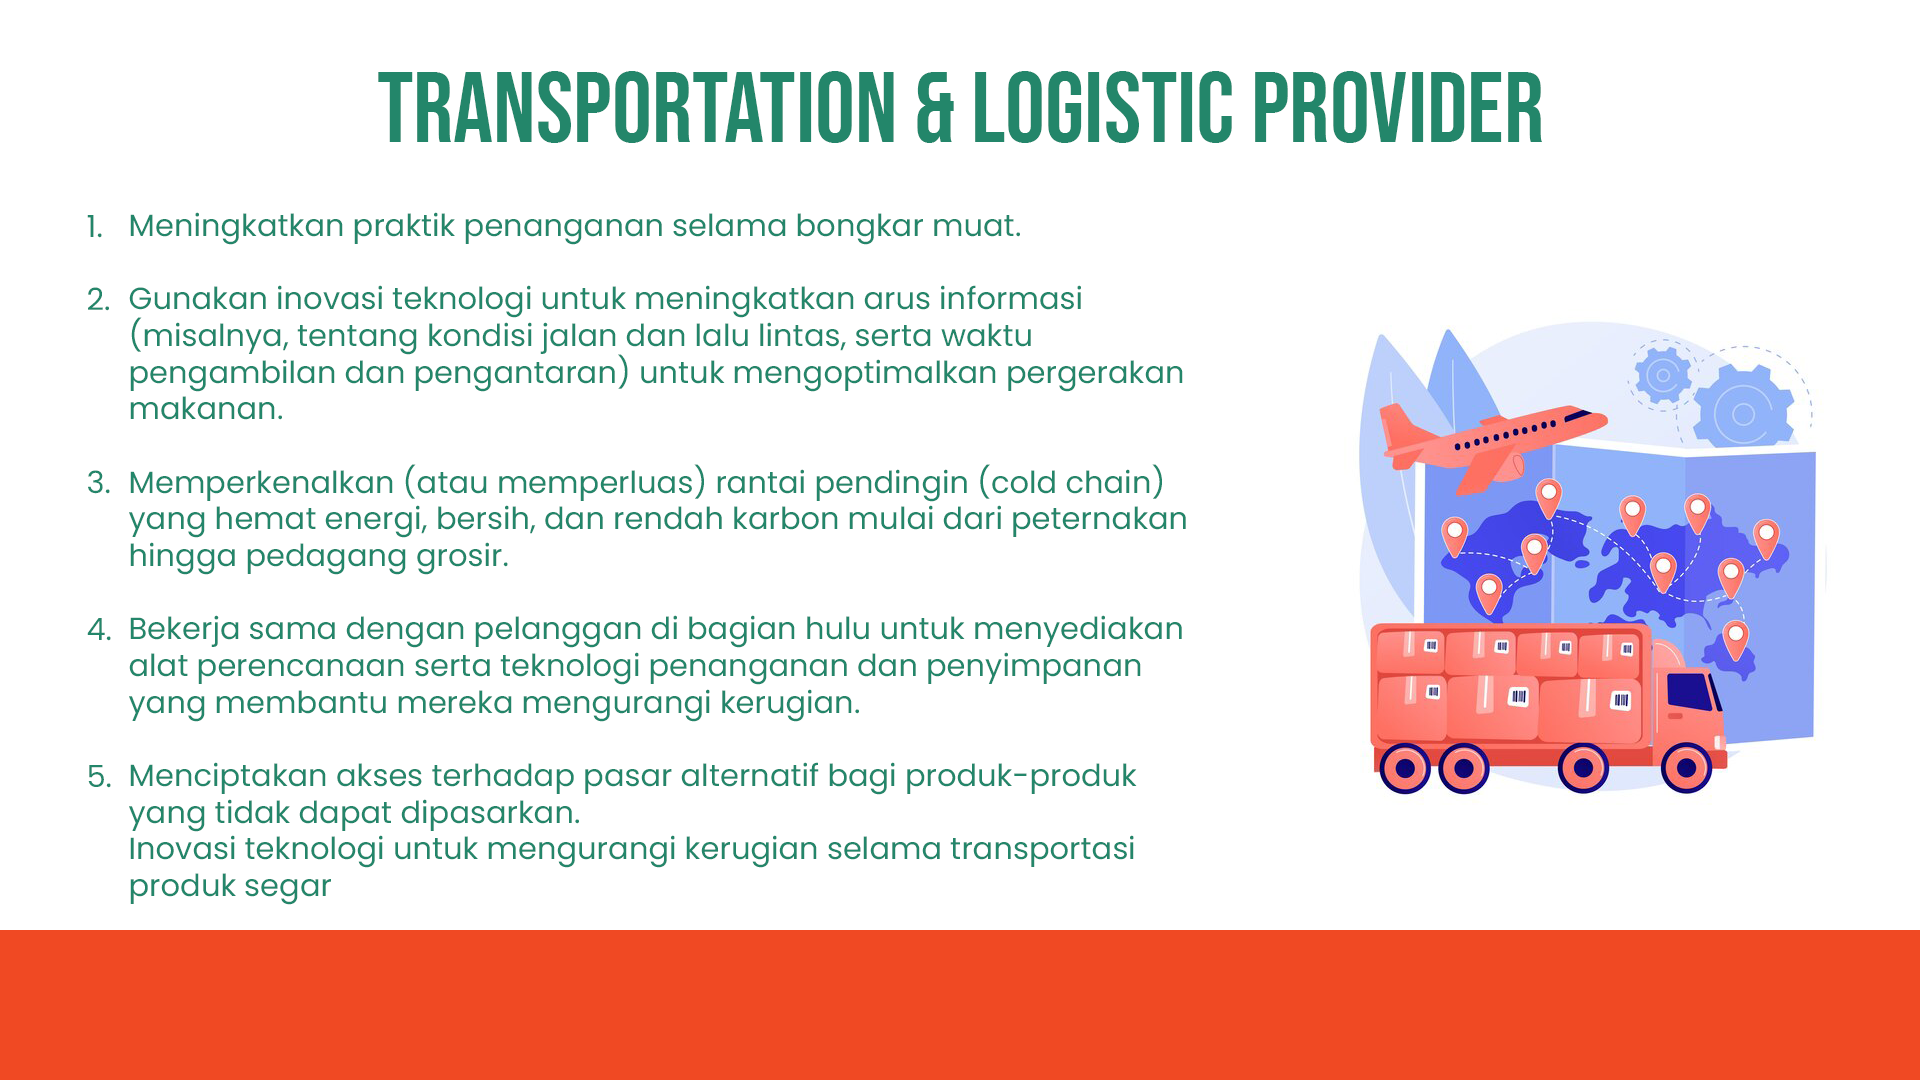 TRANSPORTATION & LOGISTIC PROVIDER
1. Meningkatkan praktik penanganan selama bongkar muat.
2. Gunakan inovasi teknologi untuk meningkatkan arus informasi
(misalnya, tentang kondisi jalan dan lalu lintas, serta waktu
pengambilan dan pengantaran) untuk mengoptimalkan pergerakan
makanan.
3. Memperkenalkan (atau memperluas) rantai pendingin (cold chain)
yang hemat energi, bersih, dan rendah karbon mulai dari peternakan
hingga pedagang grosir.
4. Bekerja sama dengan pelanggan di bagian hulu untuk menyediakan
alat perencanaan serta teknologi penanganan dan penyimpanan
yang membantu mereka mengurangi kerugian.
5. Menciptakan akses terhadap pasar alternatif bagi produk-produk
yang tidak dapat dipasarkan.
Inovasi teknologi untuk mengurangi kerugian selama transportasi
produk segar